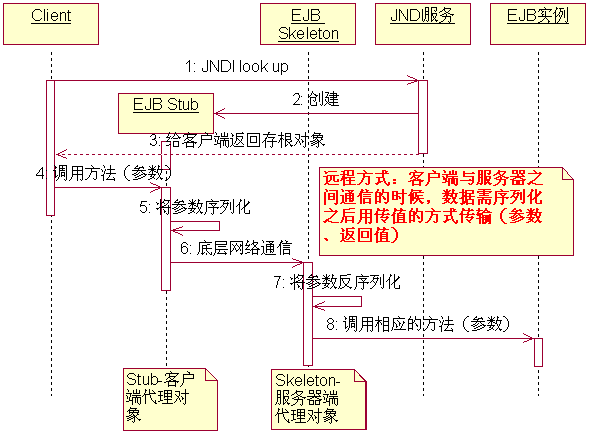 Client
EJB
Skeleton
JNDI服务
EJB实例
1: JNDI look up
EJB Stub
2: 创建
3: 给客户端返回存根对象
4: 调用方法（参数）
远程方式：客户端与服务器之
间通信的时候，数据需序列化
之后用传值的方式传输（参数
、返回值）
5: 将参数序列化
6: 底层网络通信
7: 将参数反序列化
8: 调用相应的方法（参数）
Stub-客户
端代理对
象
Skeleton-
服务器端
代理对象